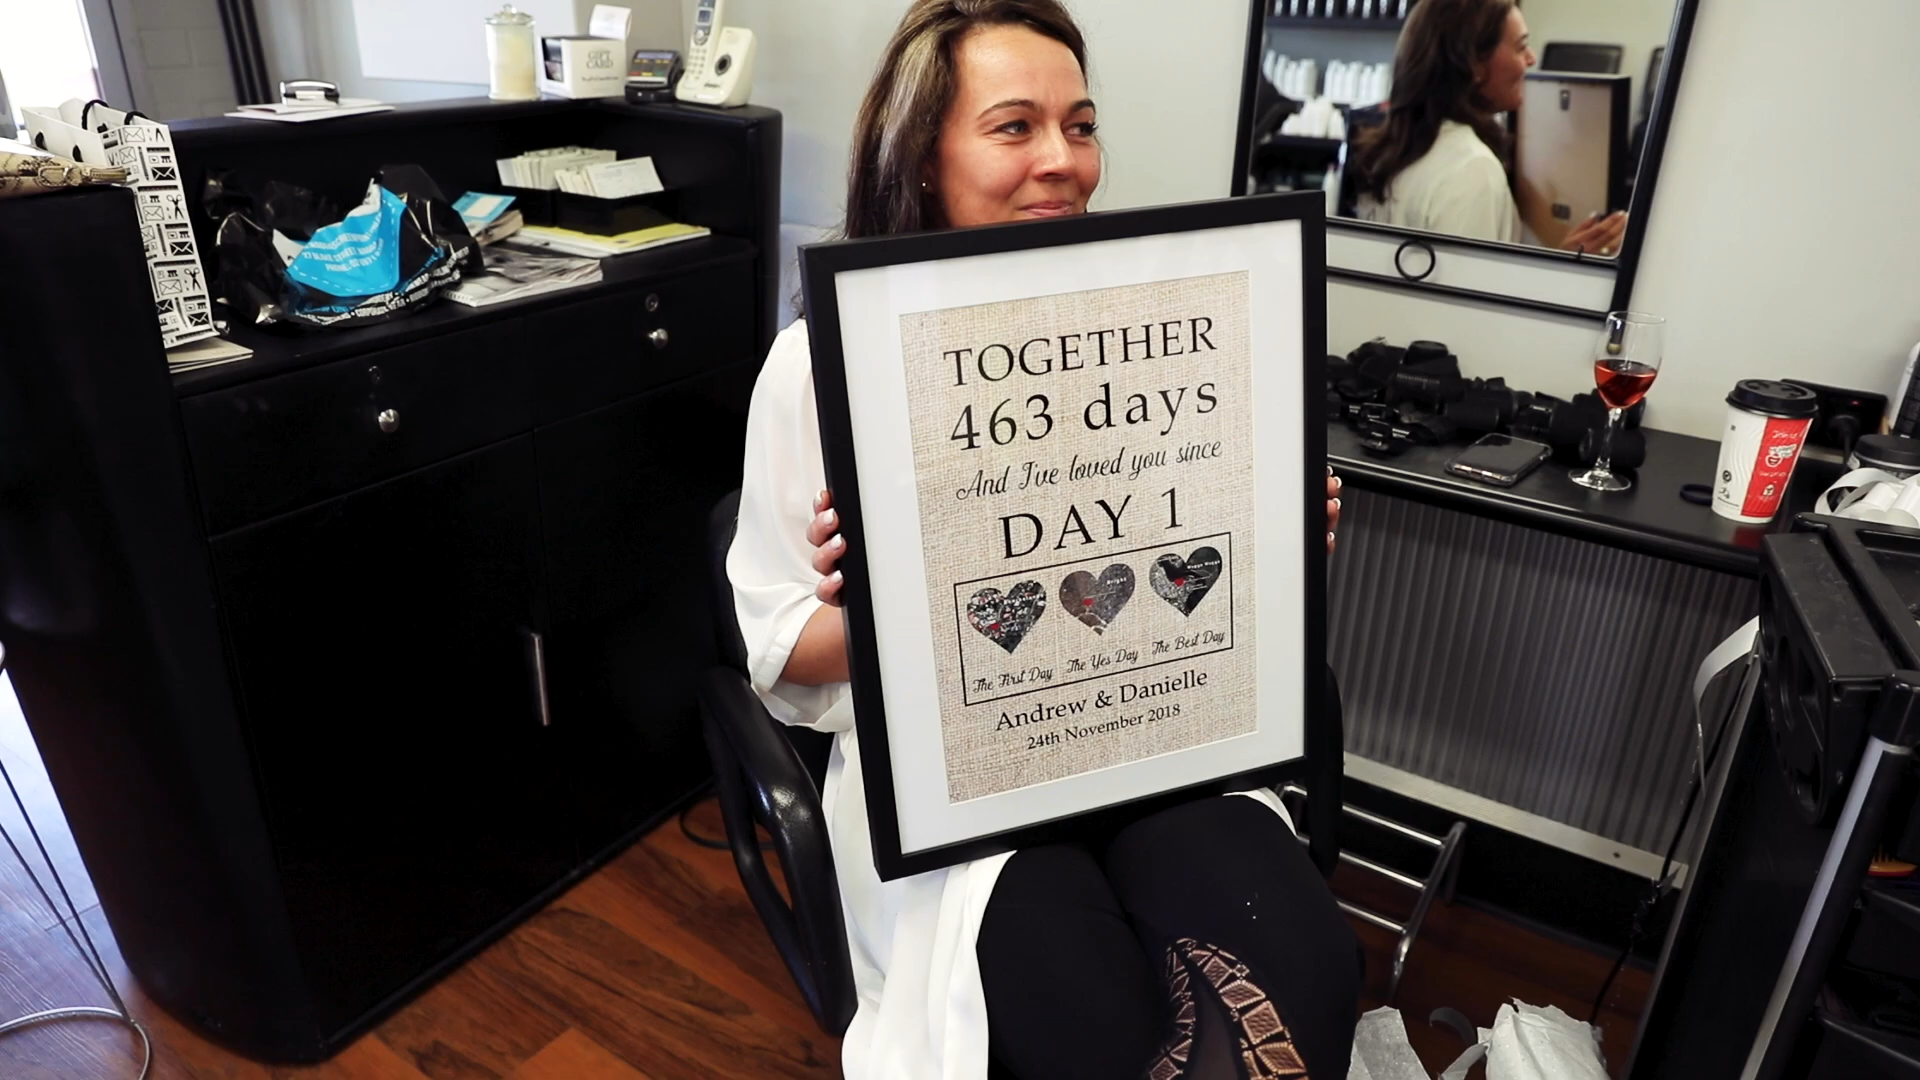 GIFT
CARD
TOGETHER
463 days
And I've loved you since
DAY 1
Bright
The First Day The Yes Day The Best Day
Andrew & Danielle
24th November 2018